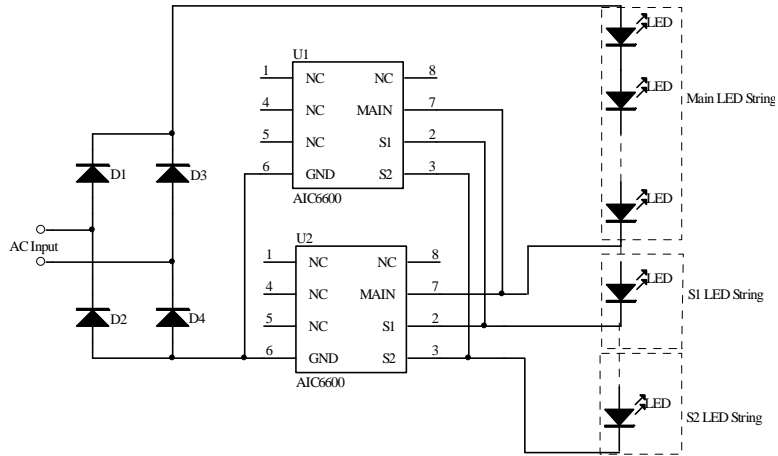 LED
U1
1 NC NC 8
4 NC MAIN 7
LED
Main LED String
5 NC S1 2
6 GND S2 3
D1
D3
AIC6600
LED
AC Input
U2
1 NC NC 8
4 NC MAIN 7
LED
S1 LED String
D2
D4
5 NC S1 2
6 GND S2 3
AIC6600
LED
S2 LED String